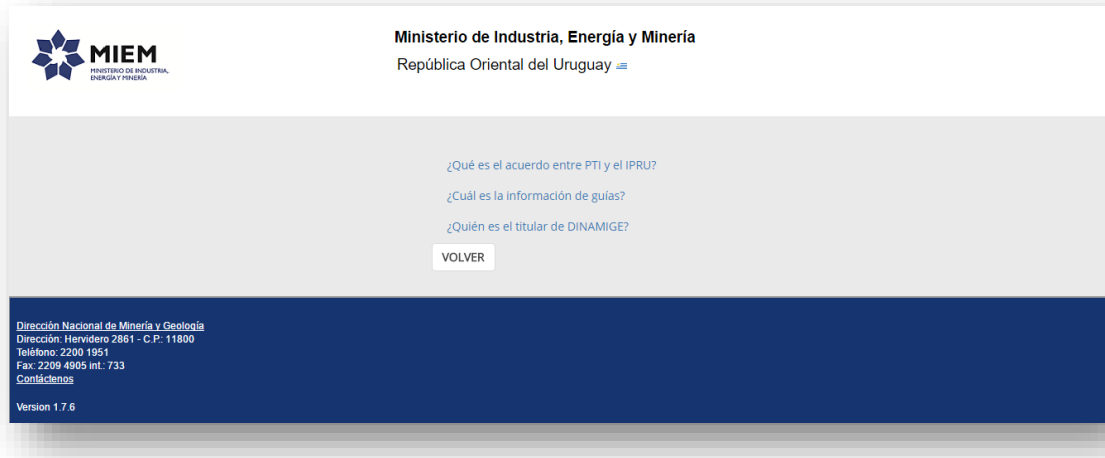 MIEM
MINISTERIO DE INDUSTRIA,
ENERGÍA Y MINERÍA
Ministerio de Industria, Energía y Minería
República Oriental del Uruguay
¿Qué es el acuerdo entre PTI y el IPRU?
¿Cuál es la información de guías?
¿Quién es el titular de DINAMIGE?
VOLVER
Dirección Nacional de Minería y Geología
Dirección: Hervidero 2861 - C.P.: 11800
Teléfono: 2200 1951
Fax: 2209 4905 int.: 733
Contáctenos
Version 1.7.6